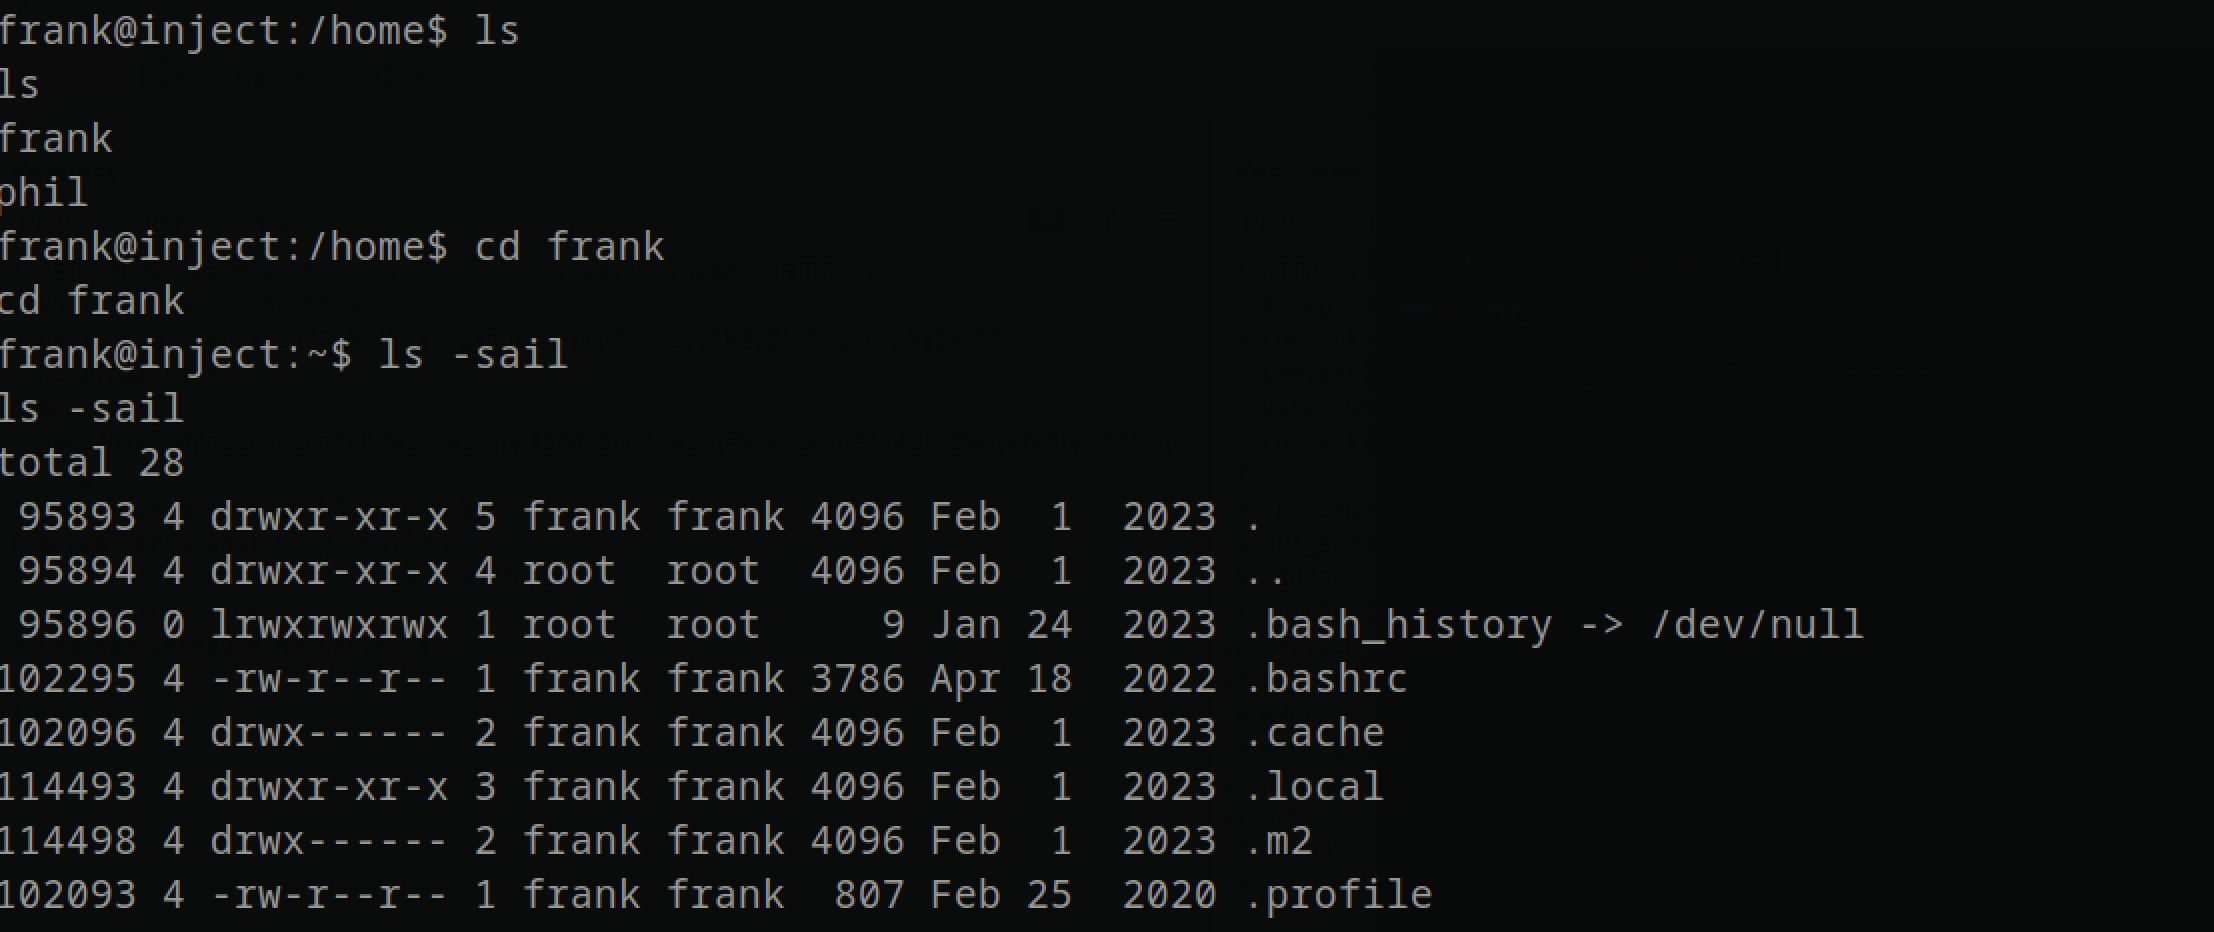 frank@inject:/home$ ls
ls
frank
phil
frank@inject:/home$ cd frank
cd frank
frank@inject:~$ ls -sail
ls -sail
total 28
 95893 4 drwxr-xr-x 5 frank frank 4096 Feb  1  2023 .
 95894 4 drwxr-xr-x 4 root  root  4096 Feb  1  2023 ..
 95896 0 lrwxrwxrwx 1 root  root     9 Jan 24  2023 .bash_history -> /dev/null
102295 4 -rw-r--r-- 1 frank frank 3786 Apr 18  2022 .bashrc
102096 4 drwx------ 2 frank frank 4096 Feb  1  2023 .cache
114493 4 drwxr-xr-x 3 frank frank 4096 Feb  1  2023 .local
114498 4 drwx------ 2 frank frank 4096 Feb  1  2023 .m2
102093 4 -rw-r--r-- 1 frank frank  807 Feb 25  2020 .profile